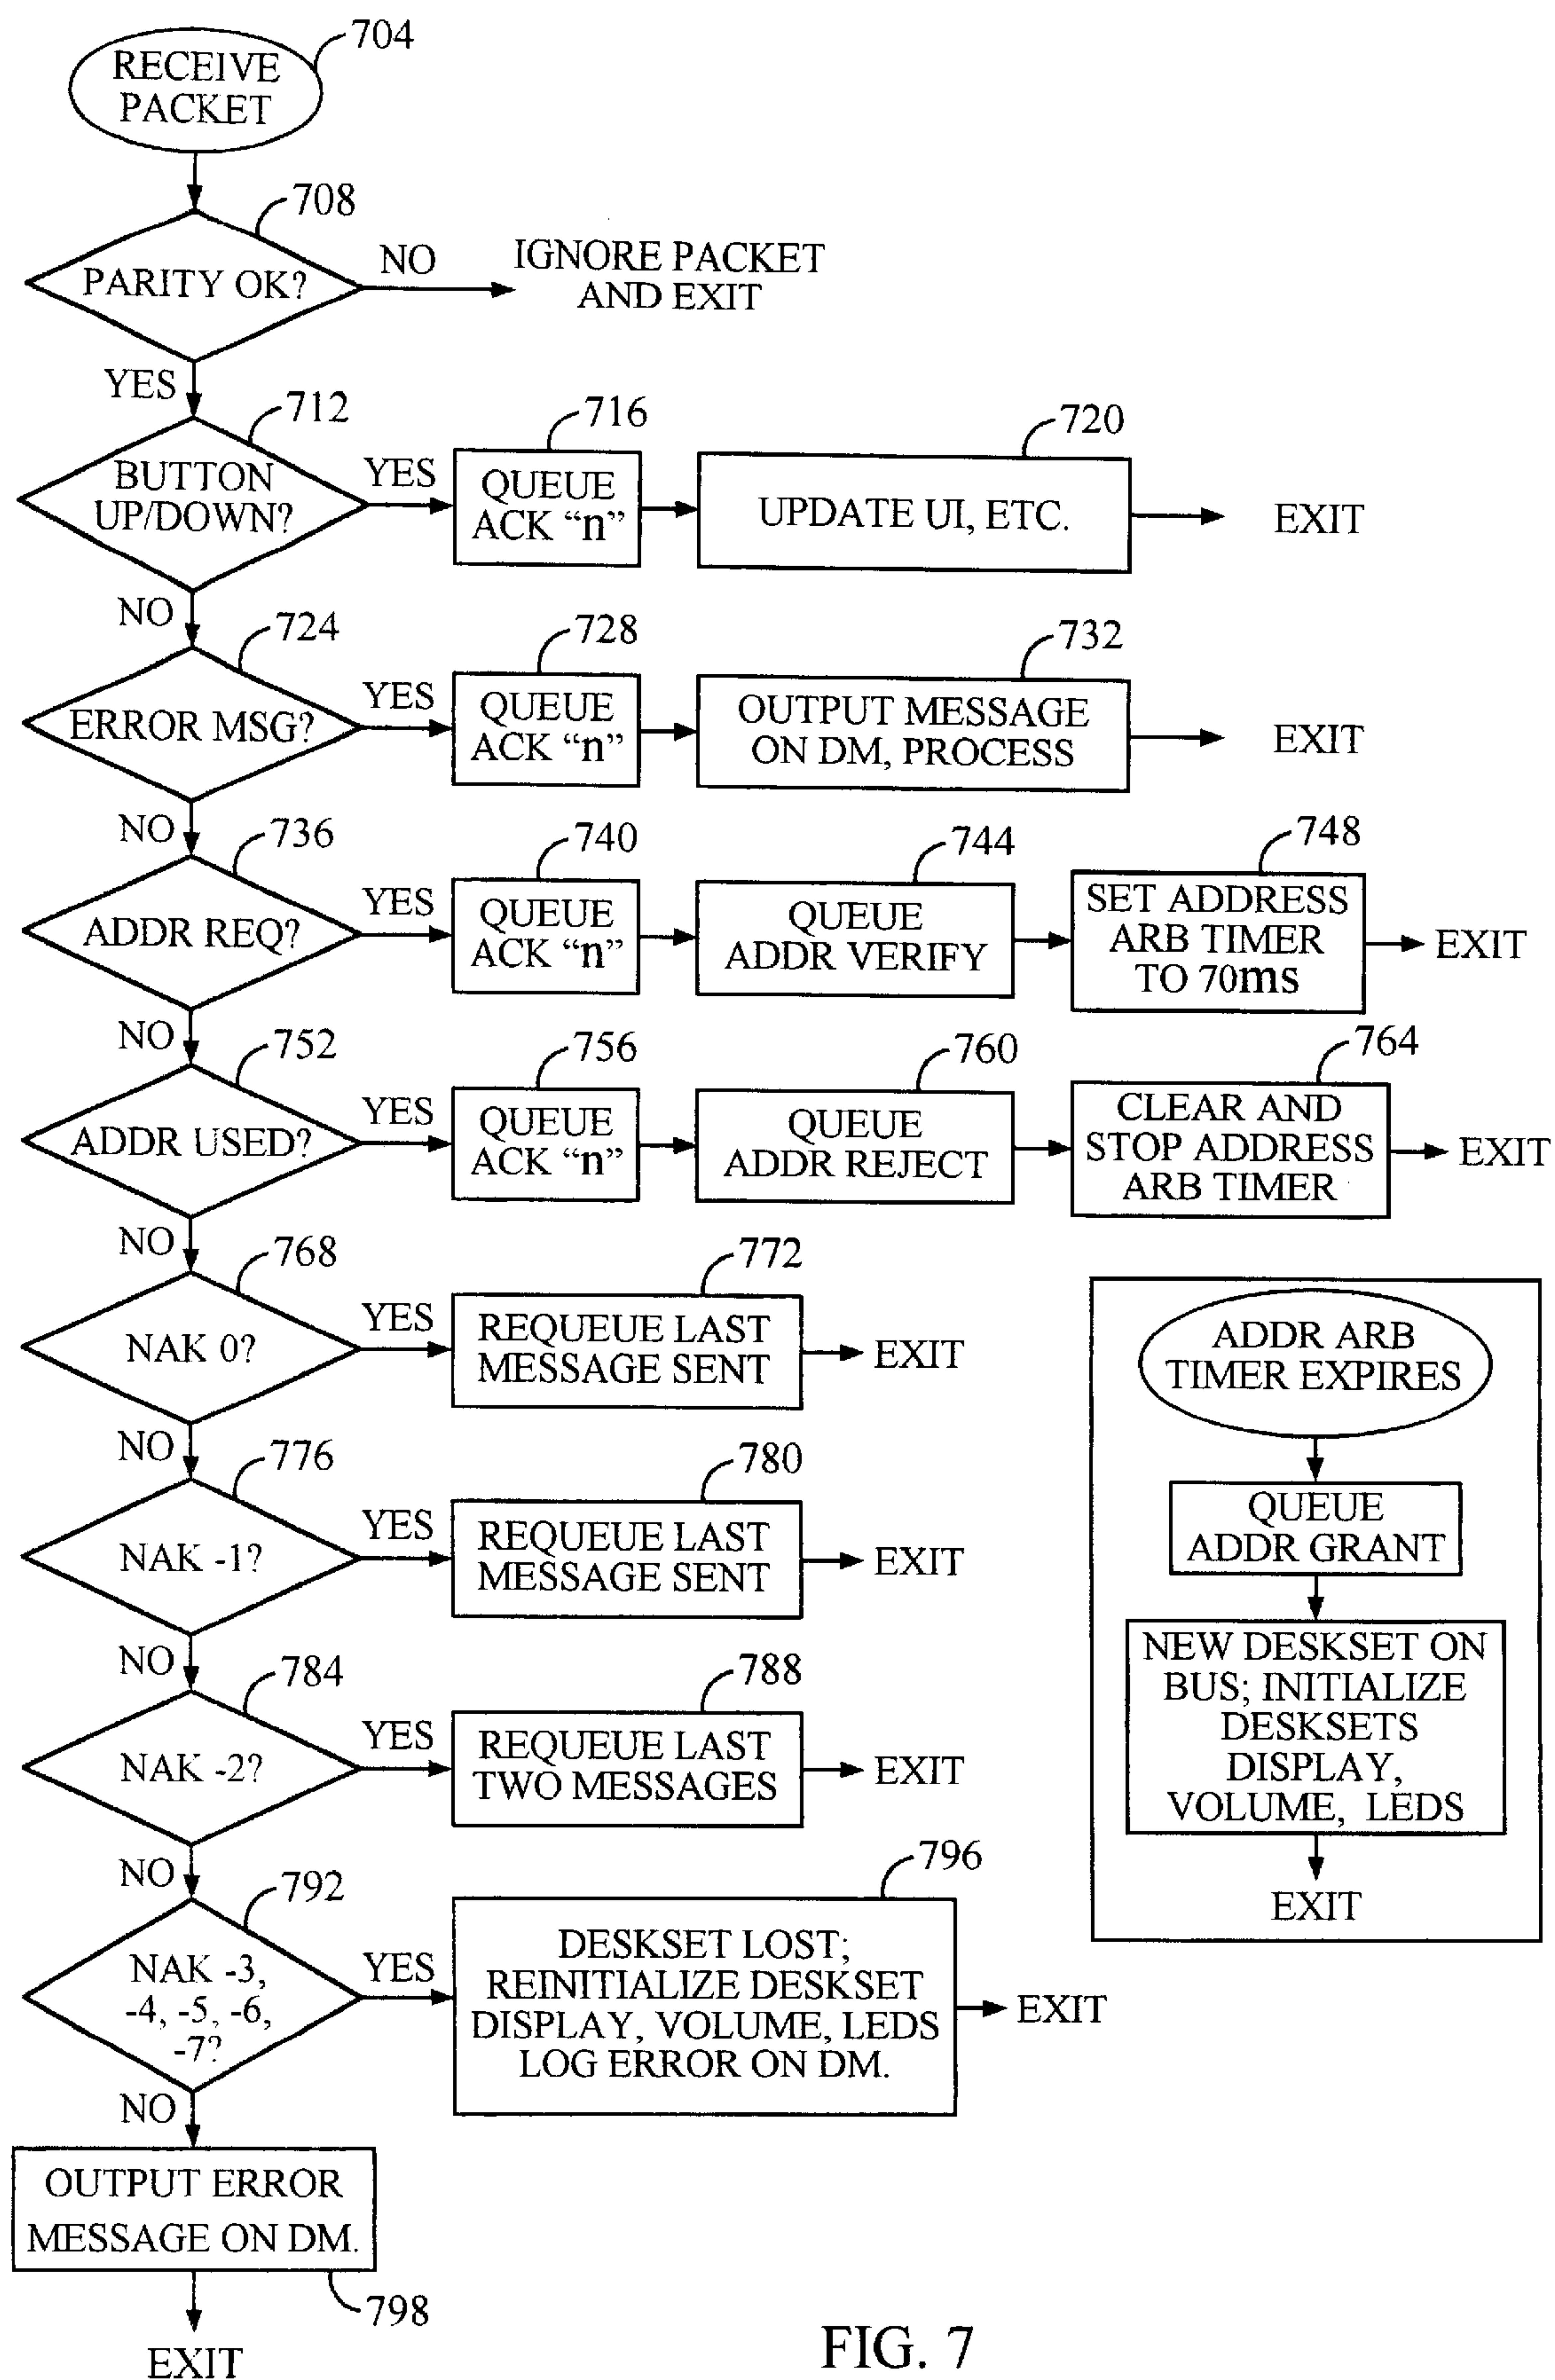 704
RECEIVE
PACKET
708
PARITY OK?
NO
IGNORE PACKET
AND EXIT
YES
712
BUTTON
UP/DOWN?
YES
716
QUEUE
ACK “n”
720
UPDATE UI, ETC.
EXIT
NO
724
ERROR MSG?
YES
728
QUEUE
ACK “n”
732
OUTPUT MESSAGE
ON DM, PROCESS
EXIT
NO
736
ADDR REQ?
YES
740
QUEUE
ACK “n”
744
QUEUE
ADDR VERIFY
748
SET ADDRESS
ARB TIMER
TO 70ms
EXIT
NO
752
ADDR USED?
YES
756
QUEUE
ACK “n”
760
QUEUE
ADDR REJECT
764
CLEAR AND
STOP ADDRESS
ARB TIMER
EXIT
NO
768
NAK 0?
YES
772
REQUEUE LAST
MESSAGE SENT
EXIT
NO
776
NAK -1?
YES
780
REQUEUE LAST
MESSAGE SENT
EXIT
NO
784
NAK -2?
YES
788
REQUEUE LAST
TWO MESSAGES
EXIT
NO
792
NAK -3,
-4, -5, -6,
-7?
YES
796
DESKSET LOST;
REINITIALIZE DESKSET
DISPLAY, VOLUME, LEDS
LOG ERROR ON DM.
EXIT
NO
OUTPUT ERROR
MESSAGE ON DM.
798
EXIT
ADDR ARB
TIMER EXPIRES
QUEUE
ADDR GRANT
NEW DESKSET ON
BUS; INITIALIZE
DESKSETS
DISPLAY,
VOLUME, LEDS
EXIT
FIG. 7